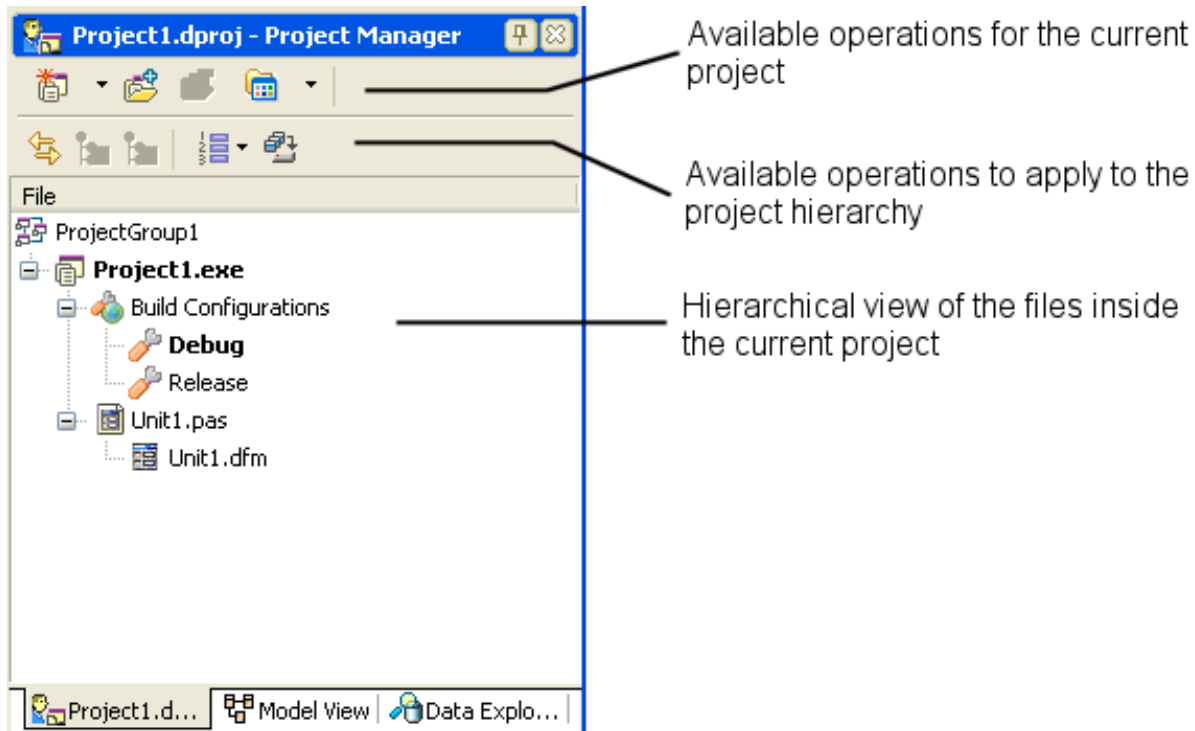 Project1.dproj - Project Manager
Available operations for the current
project
Available operations to apply to the
project hierarchy
File
ProjectGroup1
Project1.exe
Build Configurations
Debug
Release
Unit1.pas
Unit1.dfm
Hierarchical view of the files inside
the current project
Project1.d... Model View Data Explo...